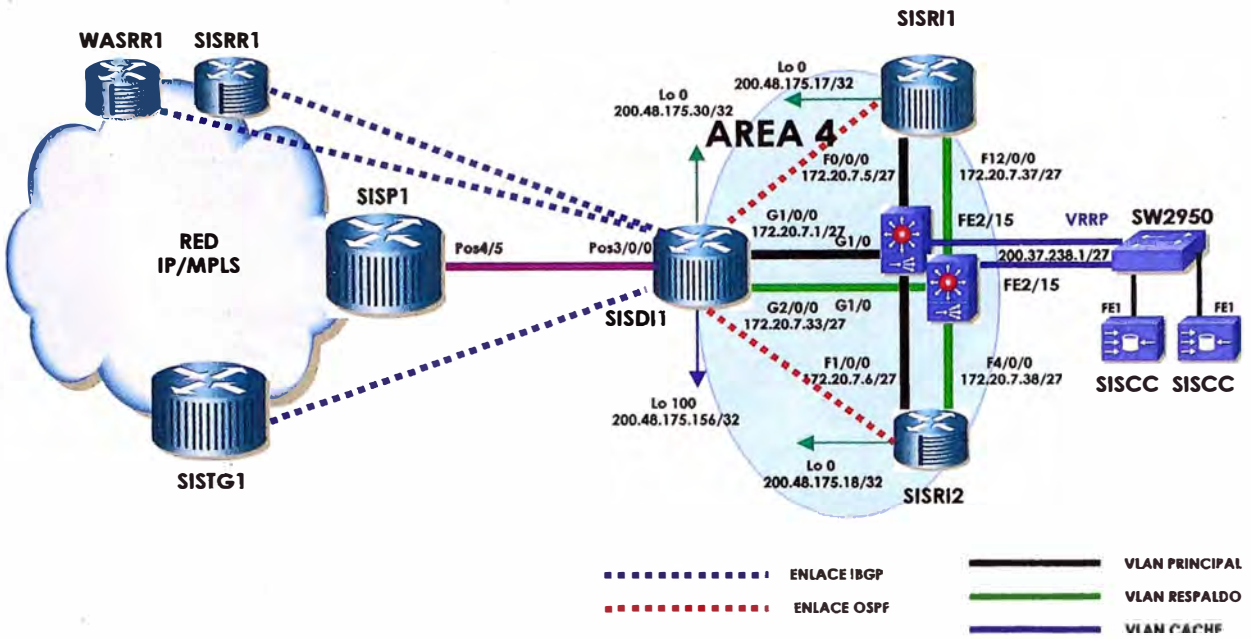 SISRI1
WASRR1
SISRR1
Lo 0
200.48.175.17/32
Lo 0
200.48.175.30/32
AREA 4
F0/0/0
172.20.7.5/27
F12/0/0
172.20.7.37/27
SISP1
G1/0/0
172.20.7.1/27
G1/0
FE2/15
VRRP
SW2950
RED
IP/MPLS
Pos4/5
Pos3/0/0
200.37.238.1/27
FE2/15
SISDI1
G2/0/0
G1/0
172.20.7.33/27
FE1
FE1
F1/0/0
172.20.7.6/27
F4/0/0
172.20.7.38/27
SISCC
SISCC
Lo 100
200.48.175.156/32
SISTG1
Lo 0
200.48.175.18/32
SISRI2
ENLACE IBGP
ENLACE OSPF
VLAN PRINCIPAL
VLAN RESPALDO
VLAN CACHE